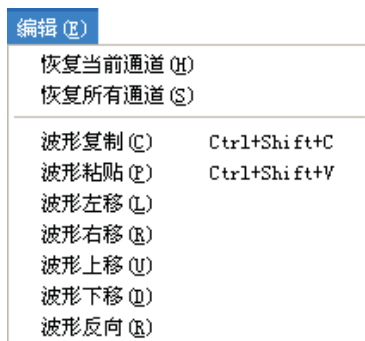 编辑(E)
恢复当前通道(H)
恢复所有通道(S)
波形复制(C) Ctrl+Shift+C
波形粘贴(P) Ctrl+Shift+V
波形左移(L)
波形右移(R)
波形上移(U)
波形下移(D)
波形反向(R)